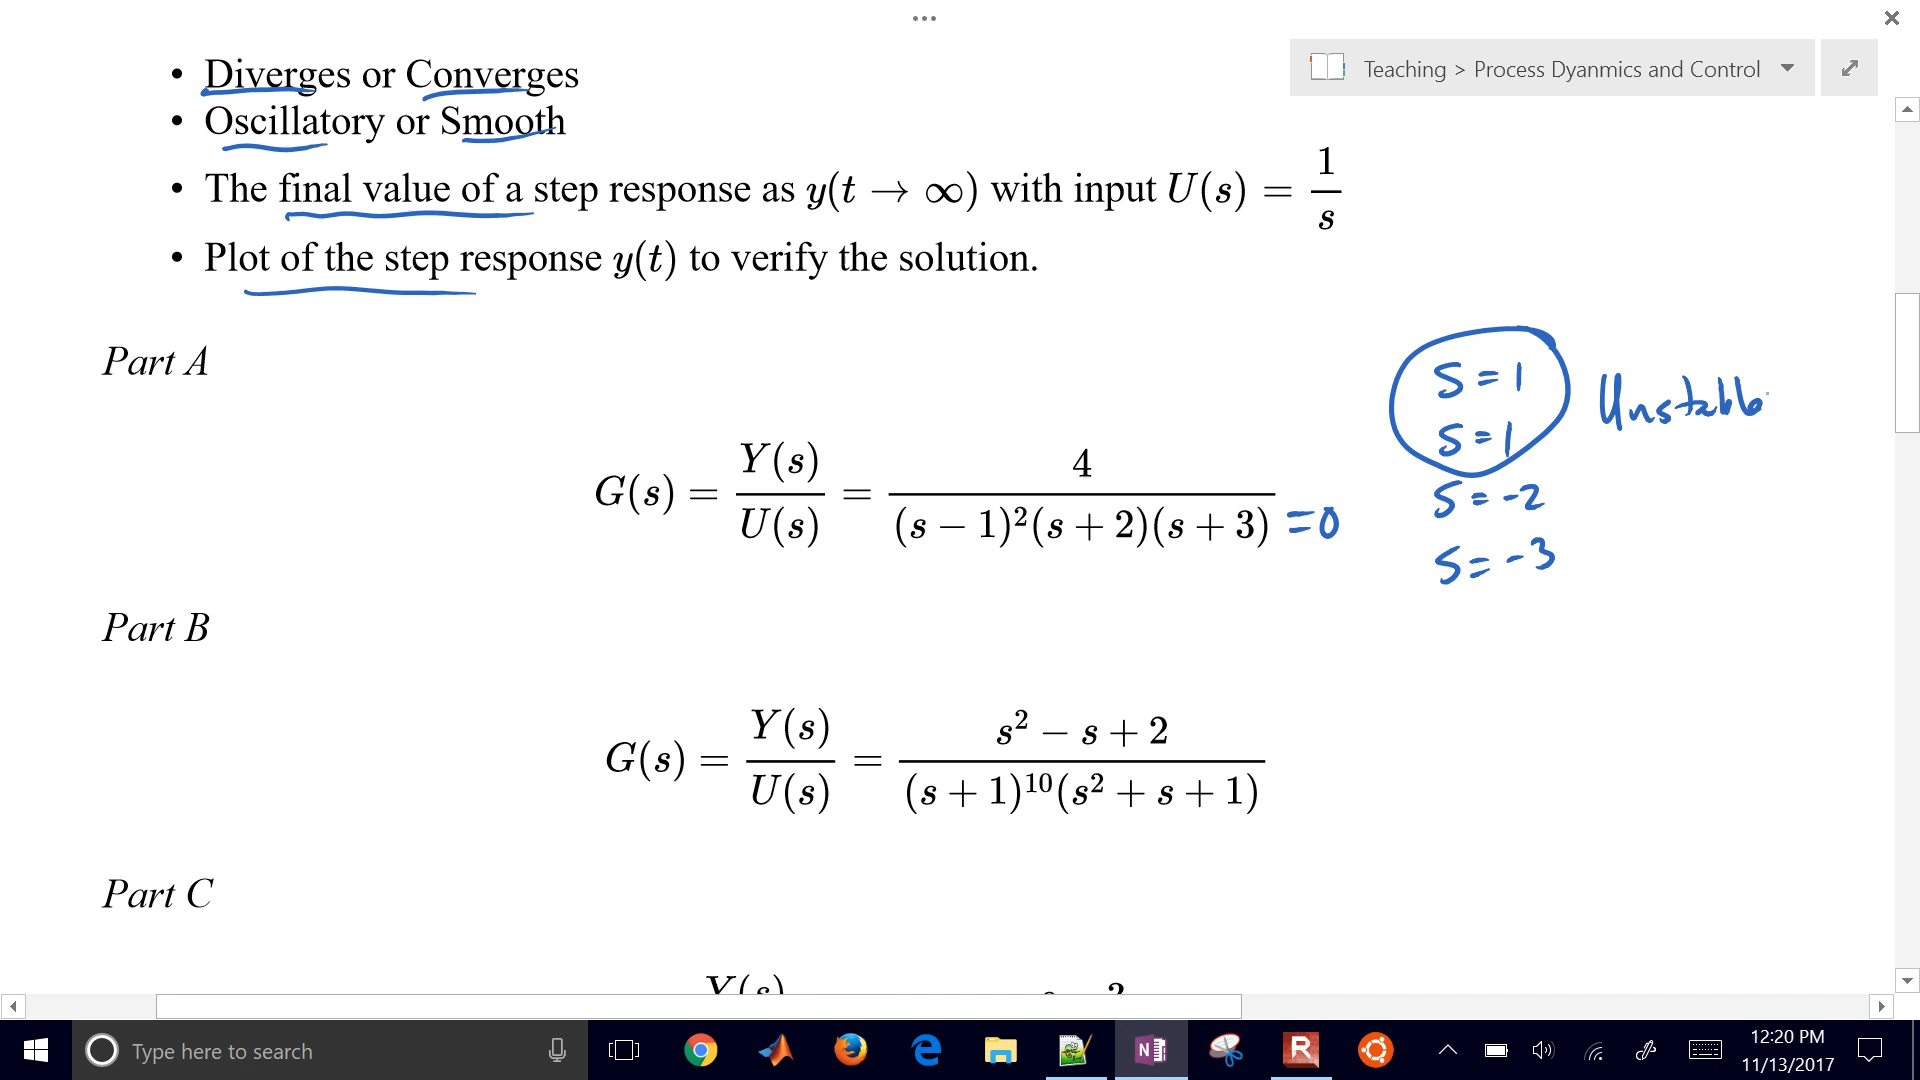 • Diverges or Converges
Teaching > Process Dyanmics and Control
• Oscillatory or Smooth
• The final value of a step response as y(t → ∞) with input U(s) = 1/s
• Plot of the step response y(t) to verify the solution.
Part A
s = 1
s = 1
Unstable
s = -2
s = -3
G(s) = Y(s)/U(s) = 4/((s − 1)²(s + 2)(s + 3)) = 0
Part B
G(s) = Y(s)/U(s) = (s² − s + 2)/((s + 1)¹⁰(s² + s + 1))
Part C
Y(s)
Type here to search
12:20 PM
11/13/2017